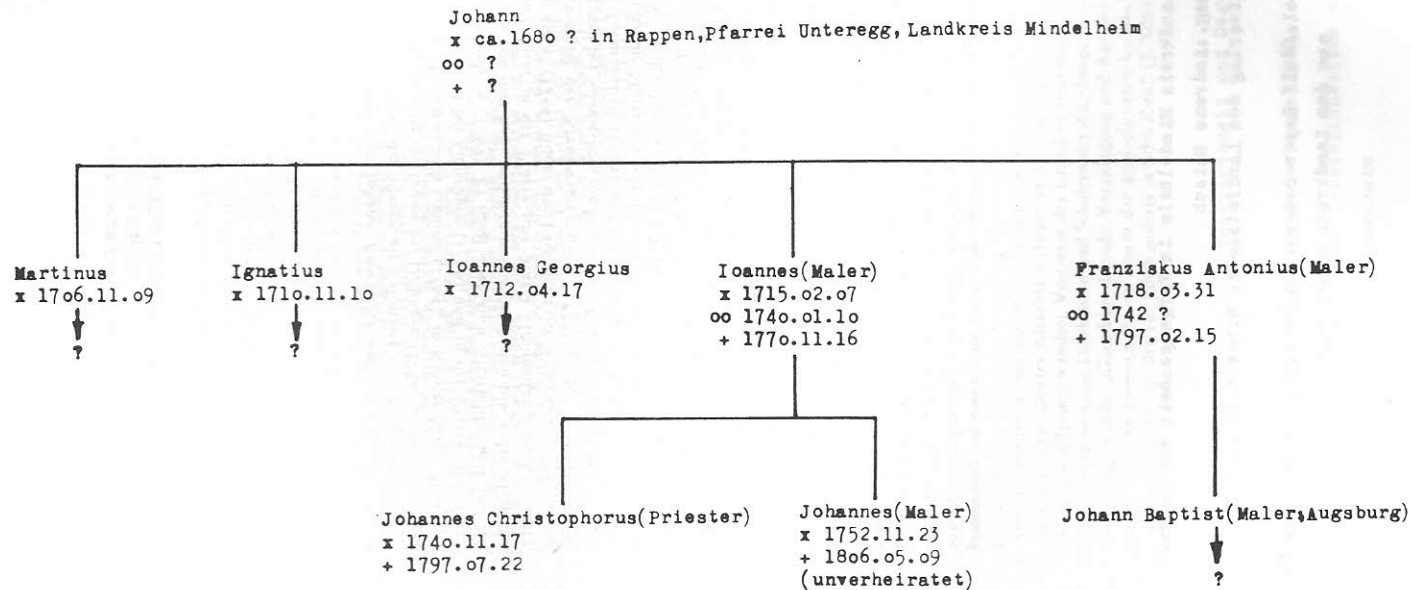 Johann
x ca.168o ? in Rappen,Pfarrei Unteregg, Landkreis Mindelheim
oo ?
+ ?
Martinus
x 17o6.11.o9
?
Ignatius
x 171o.11.1o
?
Ioannes Georgius
x 1712.o4.17
?
Ioannes(Maler)
x 1715.o2.o7
oo 174o.o1.1o
+ 177o.11.16
Franziskus Antonius(Maler)
x 1718.o3.31
oo 1742 ?
+ 1797.o2.15
Johannes Christophorus(Priester)
x 174o.11.17
+ 1797.o7.22
Johannes(Maler)
x 1752.11.23
+ 18o6.o5.o9
(unverheiratet)
Johann Baptist(Maler,Augsburg)
?